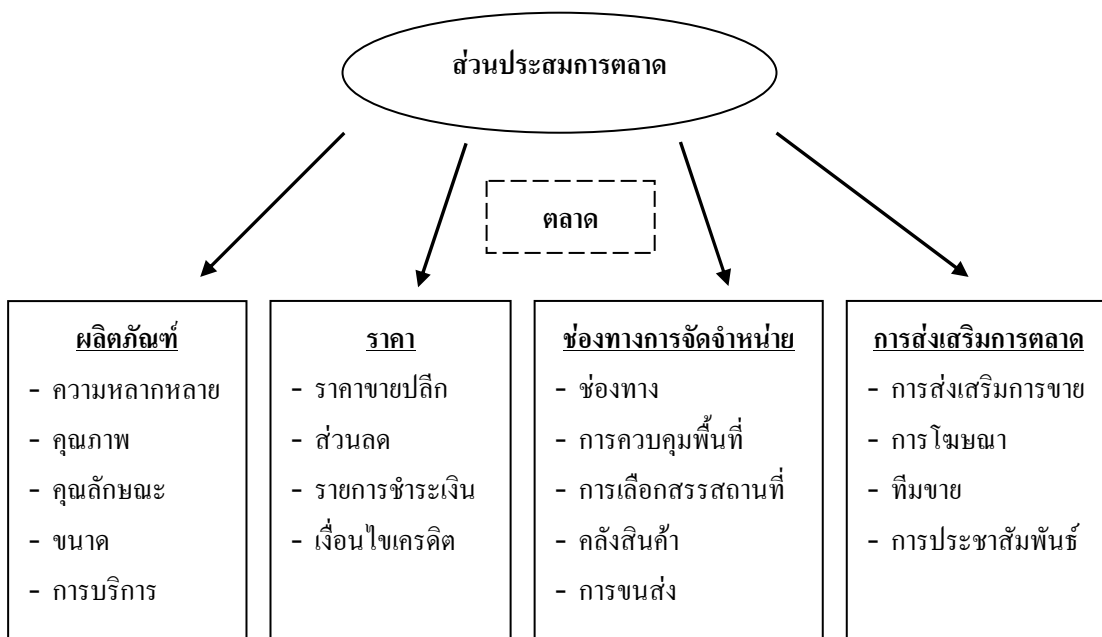 ส่วนประสมการตลาด
ตลาด
ผลิตภัณฑ์
- ความหลากหลาย
- คุณภาพ
- คุณลักษณะ
- ขนาด
- การบริการ
ราคา
- ราคาขายปลีก
- ส่วนลด
- รายการชำระเงิน
- เงื่อนไขเครดิต
ช่องทางการจัดจำหน่าย
- ช่องทาง
- การควบคุมพื้นที่
- การเลือกสรรสถานที่
- คลังสินค้า
- การขนส่ง
การส่งเสริมการตลาด
- การส่งเสริมการขาย
- การโฆษณา
- ทีมขาย
- การประชาสัมพันธ์